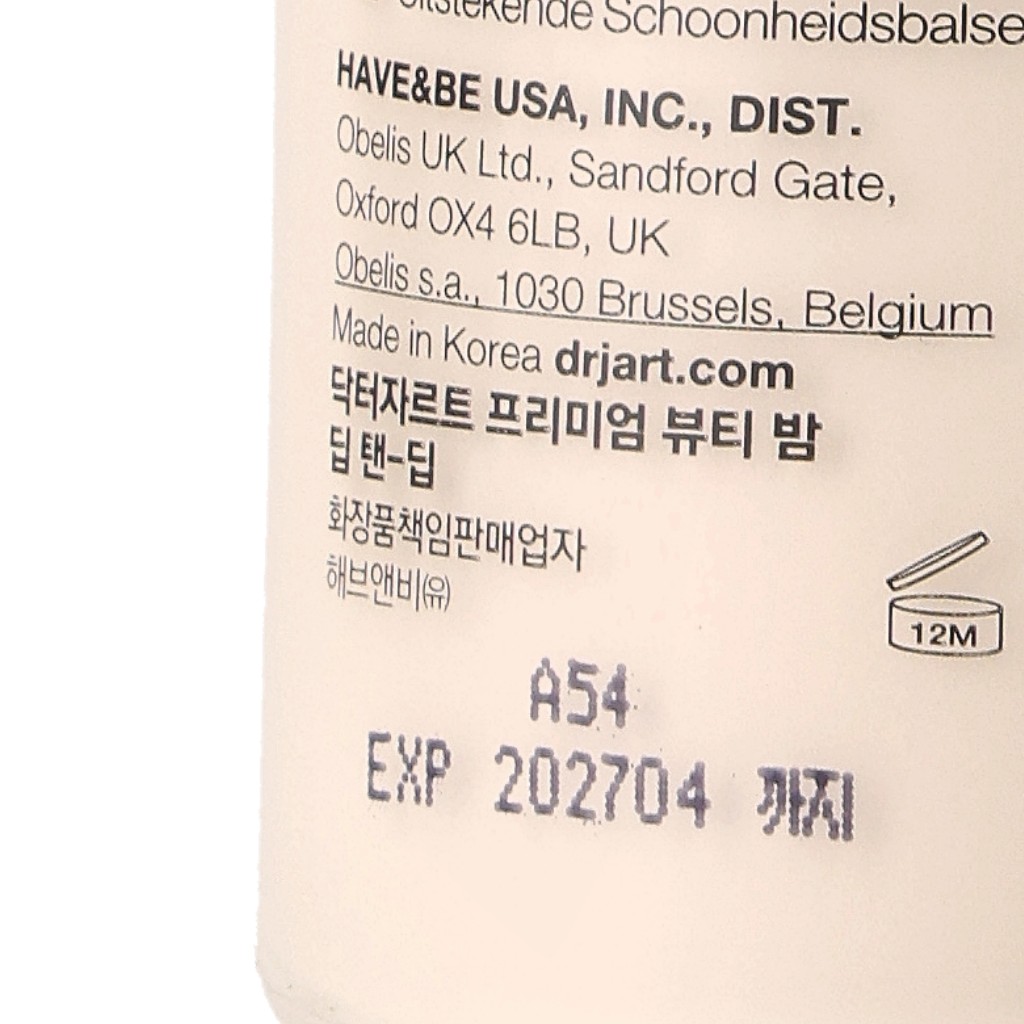 Schoonheidsbalse
HAVE&BE USA, INC., DIST.
Obelis UK Ltd., Sandford Gate,
Oxford OX4 6LB, UK
Obelis s.a., 1030 Brussels, Belgium
Made in Korea drjart.com
닥터자르트 프리미엄 뷰티 밤
딥 탠-딥
화장품책임판매업자
해브앤비(유)
12M
A54
EXP 202704 까지